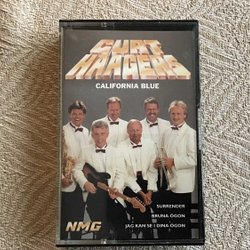 CURT
HAAGERS
CALIFORNIA BLUE
SURRENDER
BRUNA ÖGON
JAG KAN SE I DINA ÖGON
NMG